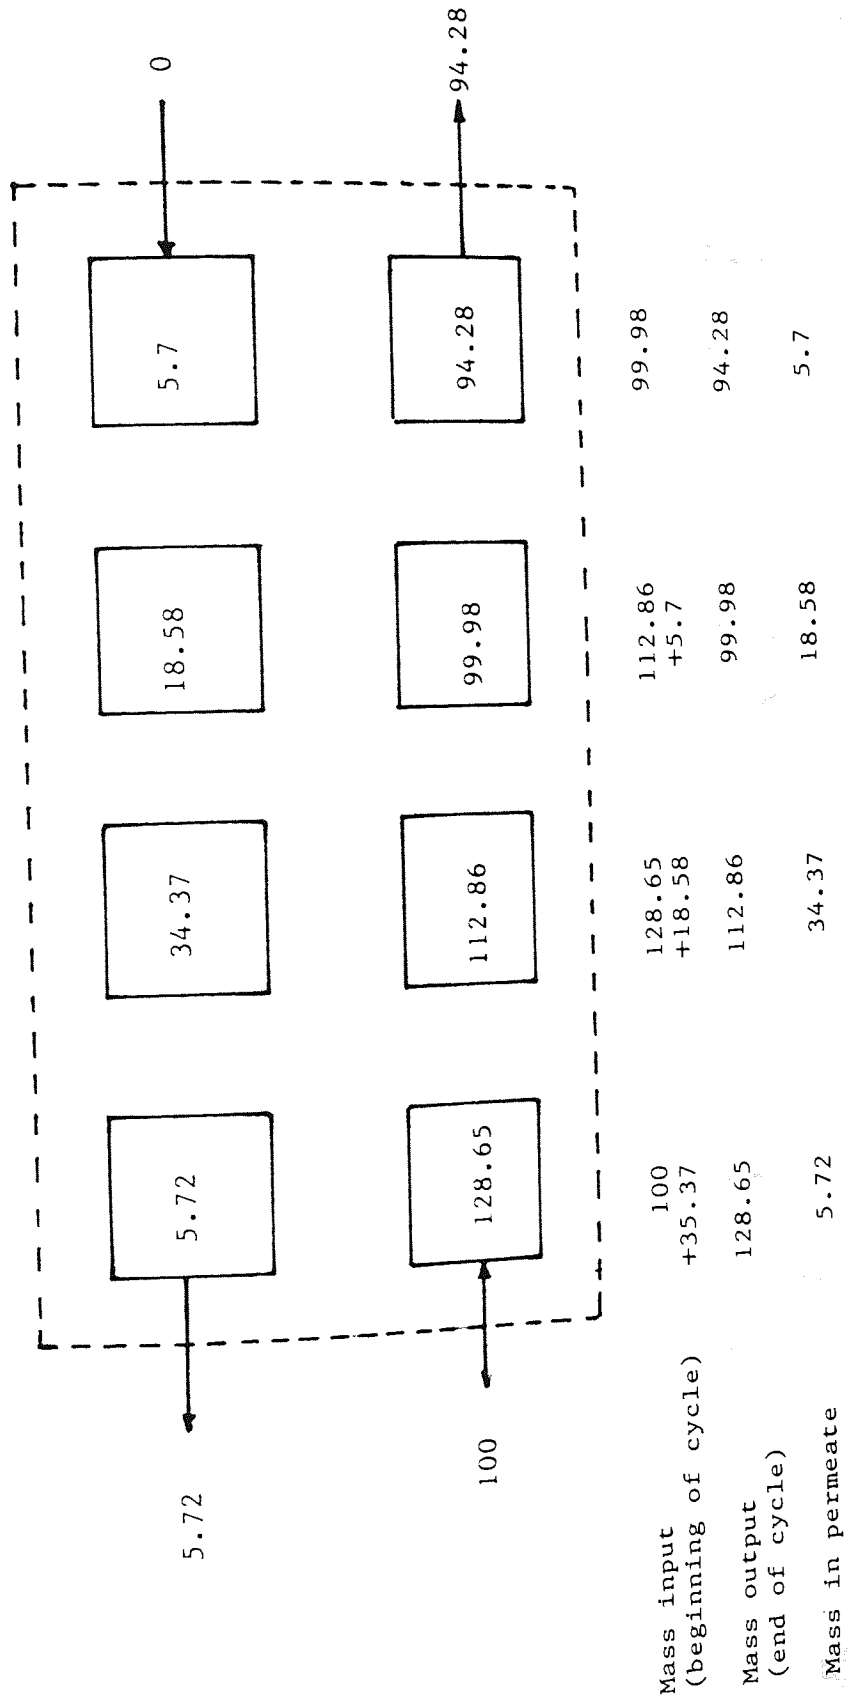 5.72 5.72 34.37 18.58 5.7 0
100 128.65 112.86 99.98 94.28 94.28
Mass input 100 128.65 112.86 99.98
(beginning of cycle) +35.37 +18.58 +5.7
Mass output 128.65 112.86 99.98 94.28
(end of cycle)
Mass in permeate 5.72 34.37 18.58 5.7